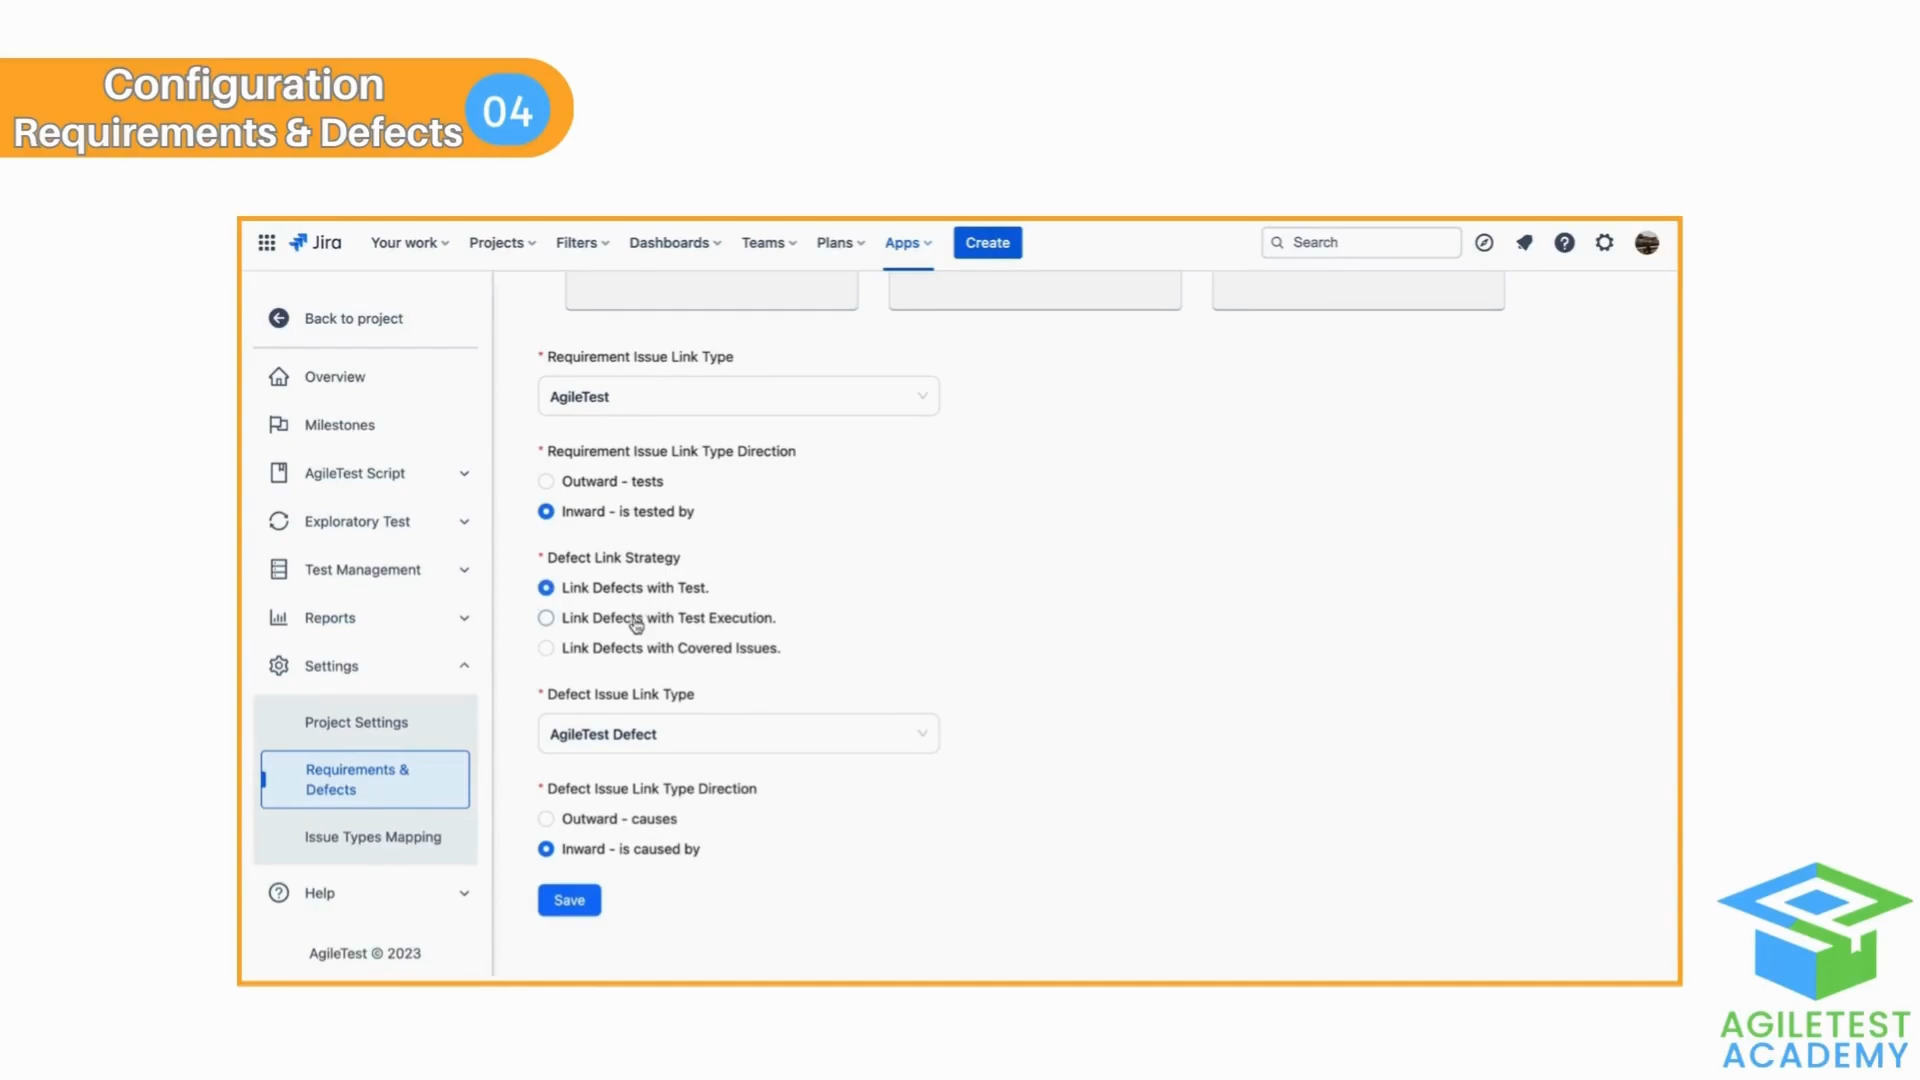 Configuration
Requirements & Defects
04
Jira
Your work
Projects
Filters
Dashboards
Teams
Plans
Apps
Create
Search
Back to project
Overview
Milestones
AgileTest Script
Exploratory Test
Test Management
Reports
Settings
Project Settings
Requirements &
Defects
Issue Types Mapping
Help
AgileTest © 2023
* Requirement Issue Link Type
AgileTest
* Requirement Issue Link Type Direction
Outward - tests
Inward - is tested by
* Defect Link Strategy
Link Defects with Test.
Link Defects with Test Execution.
Link Defects with Covered Issues.
* Defect Issue Link Type
AgileTest Defect
* Defect Issue Link Type Direction
Outward - causes
Inward - is caused by
Save
AGILETEST
ACADEMY